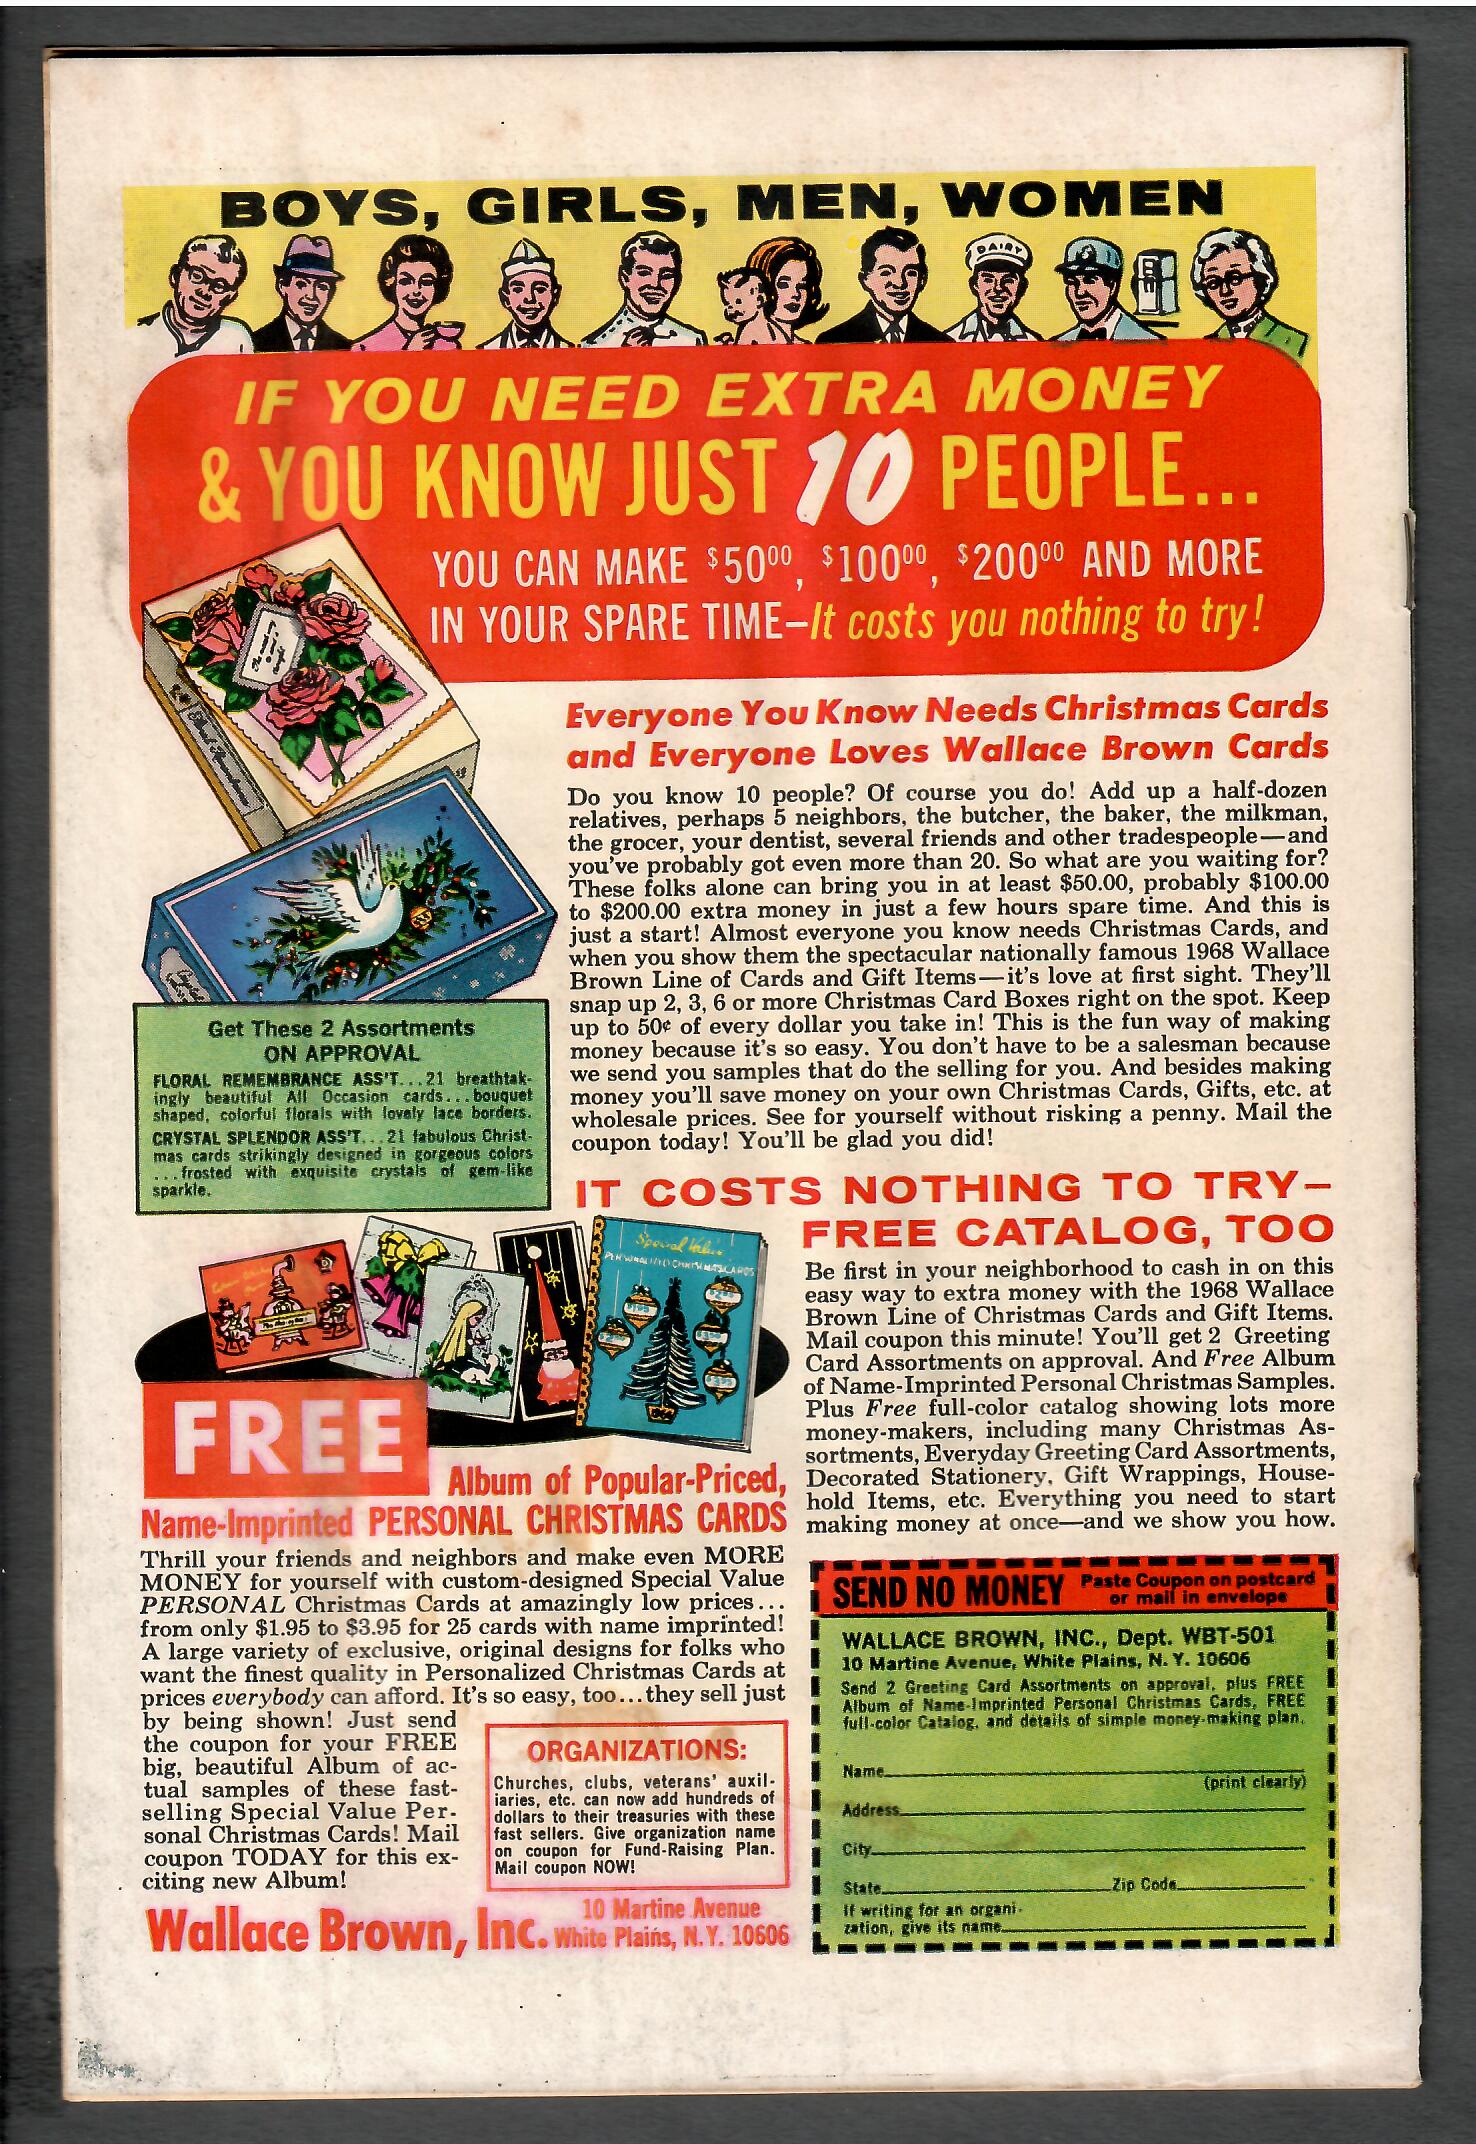 BOYS, GIRLS, MEN, WOMEN
DAIRY
IF YOU NEED EXTRA MONEY
& YOU KNOW JUST 10 PEOPLE...
YOU CAN MAKE $50⁰⁰, $100⁰⁰, $200⁰⁰ AND MORE
IN YOUR SPARE TIME—It costs you nothing to try!
Everyone You Know Needs Christmas Cards
and Everyone Loves Wallace Brown Cards
Do you know 10 people? Of course you do! Add up a half-dozen
relatives, perhaps 5 neighbors, the butcher, the baker, the milkman,
the grocer, your dentist, several friends and other tradespeople—and
you've probably got even more than 20. So what are you waiting for?
These folks alone can bring you in at least $50.00, probably $100.00
to $200.00 extra money in just a few hours spare time. And this is
just a start! Almost everyone you know needs Christmas Cards, and
when you show them the spectacular nationally famous 1968 Wallace
Brown Line of Cards and Gift Items—it's love at first sight. They'll
snap up 2, 3, 6 or more Christmas Card Boxes right on the spot. Keep
up to 50¢ of every dollar you take in! This is the fun way of making
money because it's so easy. You don't have to be a salesman because
we send you samples that do the selling for you. And besides making
money you'll save money on your own Christmas Cards, Gifts, etc. at
wholesale prices. See for yourself without risking a penny. Mail the
coupon today! You'll be glad you did!
Get These 2 Assortments
ON APPROVAL
FLORAL REMEMBRANCE ASS'T...21 breathtak-
ingly beautiful All Occasion cards...bouquet
shaped, colorful florals with lovely lace borders.
CRYSTAL SPLENDOR ASS'T...21 fabulous Christ-
mas cards strikingly designed in gorgeous colors
...frosted with exquisite crystals of gem-like
sparkle.
IT COSTS NOTHING TO TRY—
FREE CATALOG, TOO
Be first in your neighborhood to cash in on this
easy way to extra money with the 1968 Wallace
Brown Line of Christmas Cards and Gift Items.
Mail coupon this minute! You'll get 2 Greeting
Card Assortments on approval. And Free Album
of Name-Imprinted Personal Christmas Samples.
Plus Free full-color catalog showing lots more
money-makers, including many Christmas As-
sortments, Everyday Greeting Card Assortments,
Decorated Stationery, Gift Wrappings, House-
hold Items, etc. Everything you need to start
making money at once—and we show you how.
Special Value
PERSONALIZED CHRISTMAS CARDS
FREE
Album of Popular-Priced,
Name-Imprinted PERSONAL CHRISTMAS CARDS
Thrill your friends and neighbors and make even MORE
MONEY for yourself with custom-designed Special Value
PERSONAL Christmas Cards at amazingly low prices...
from only $1.95 to $3.95 for 25 cards with name imprinted!
A large variety of exclusive, original designs for folks who
want the finest quality in Personalized Christmas Cards at
prices everybody can afford. It's so easy, too...they sell just
by being shown! Just send
the coupon for your FREE
big, beautiful Album of ac-
tual samples of these fast-
selling Special Value Per-
sonal Christmas Cards! Mail
coupon TODAY for this ex-
citing new Album!
ORGANIZATIONS:
Churches, clubs, veterans' auxil-
iaries, etc. can now add hundreds of
dollars to their treasuries with these
fast sellers. Give organization name
on coupon for Fund-Raising Plan.
Mail coupon NOW!
Wallace Brown, Inc. 10 Martine Avenue
White Plains, N.Y. 10606
SEND NO MONEY Paste Coupon on postcard
or mail in envelope
WALLACE BROWN, INC., Dept. WBT-501
10 Martine Avenue, White Plains, N.Y. 10606
Send 2 Greeting Card Assortments on approval, plus FREE
Album of Name-Imprinted Personal Christmas Cards, FREE
full-color Catalog, and details of simple money-making plan.
Name
(print clearly)
Address
City
State Zip Code
If writing for an organi-
zation, give its name